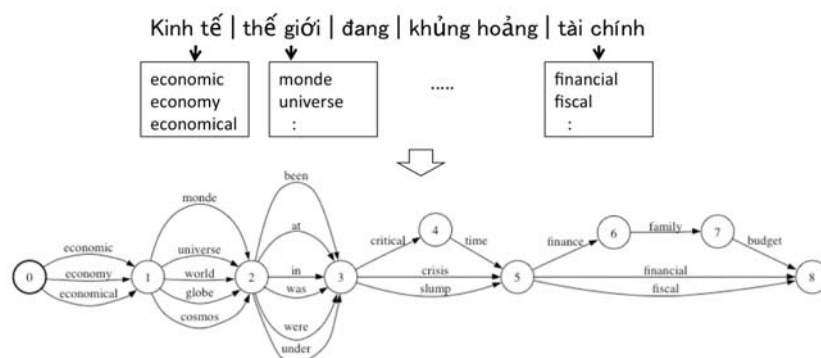 Kinh tế | thế giới | đang | khủng hoảng | tài chính
economic
economy
economical
monde
universe
:
.....
financial
fiscal
:
been
monde
at
critical
4
time
finance
6
family
7
budget
economic
universe
0
economy
1
world
2
in
3
crisis
5
financial
8
economical
globe
was
slump
fiscal
cosmos
were
under